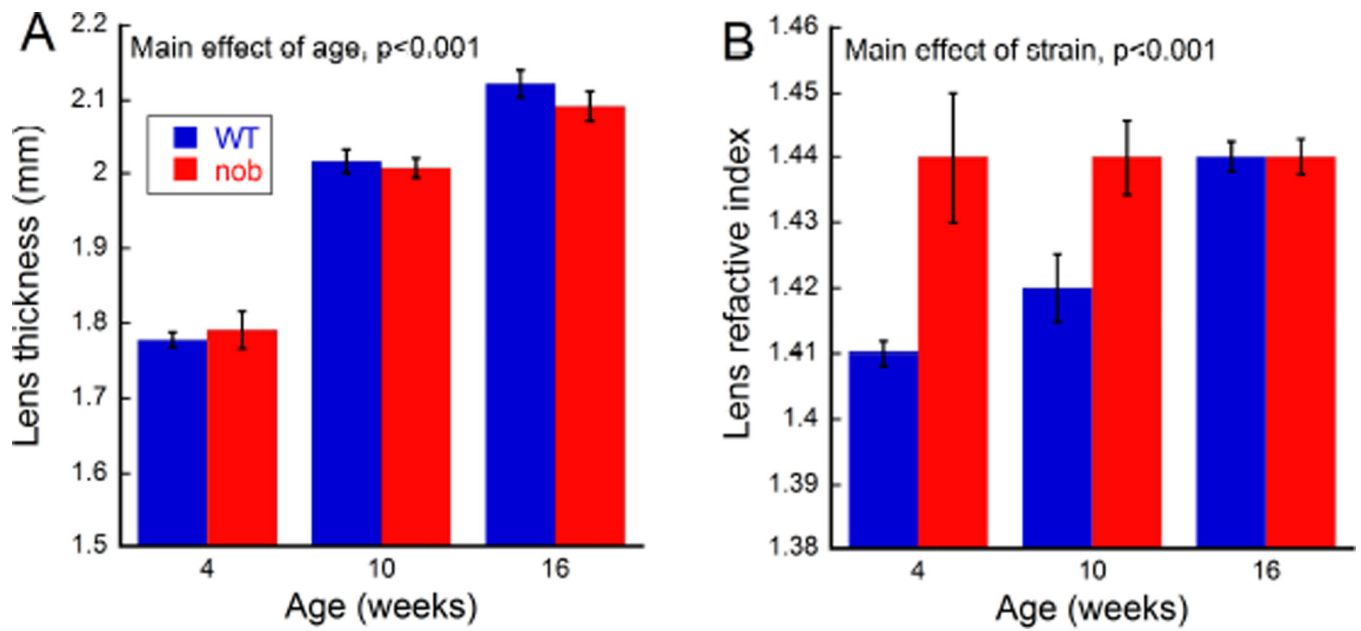 A
Main effect of age, p<0.001
WT
nob
Lens thickness (mm)
2.2
2.1
2
1.9
1.8
1.7
1.6
1.5
4 10 16
Age (weeks)
B
Main effect of strain, p<0.001
Lens refactive index
1.46
1.45
1.44
1.43
1.42
1.41
1.4
1.39
1.38
4 10 16
Age (weeks)